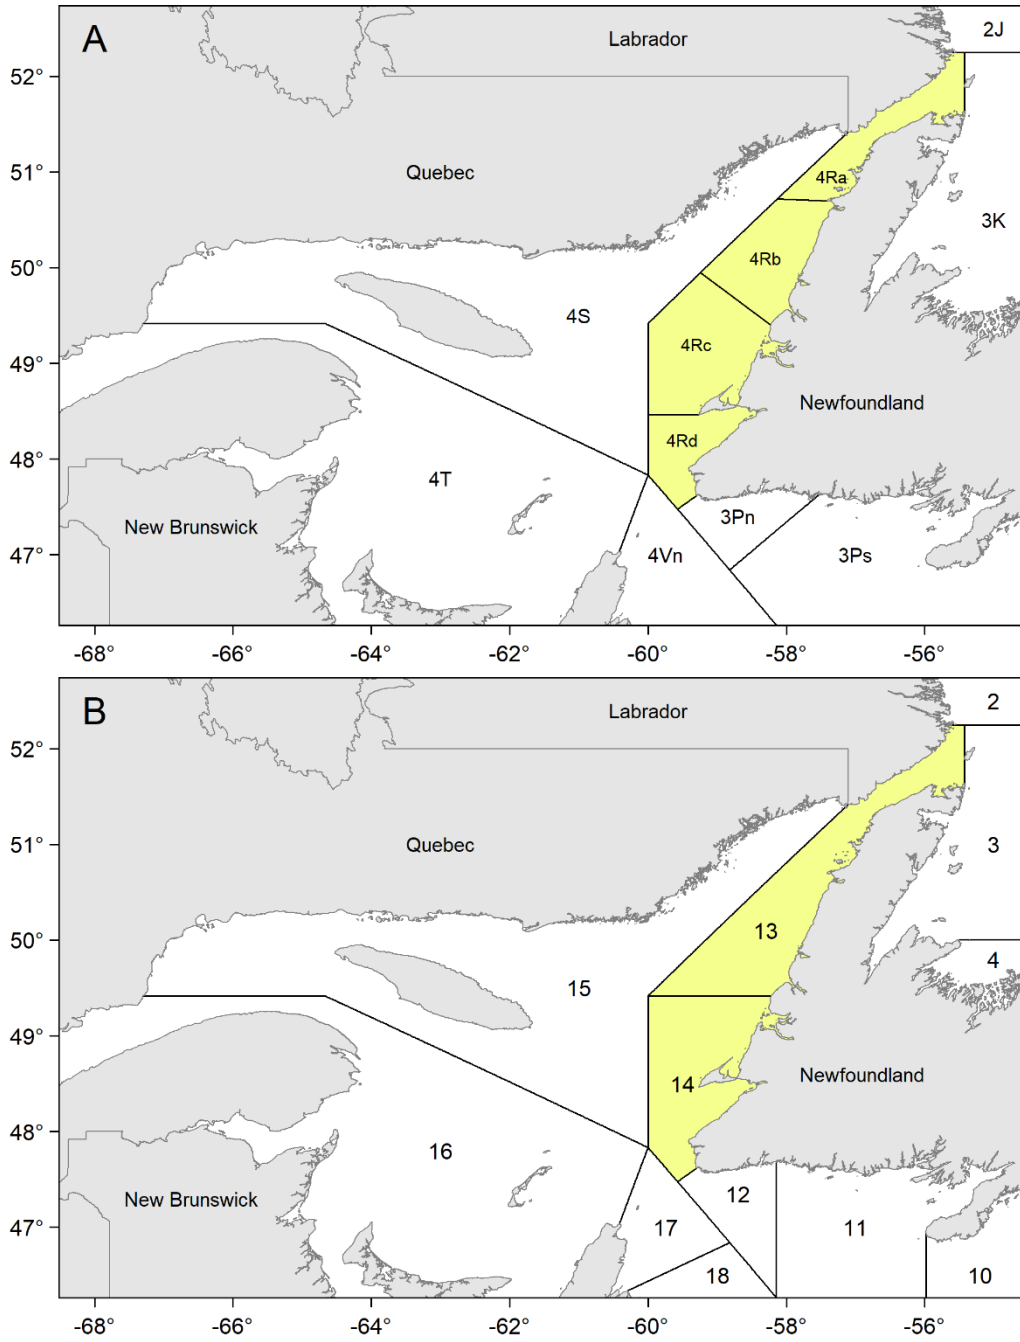 A
Labrador
2J
52°
51°
Quebec
4Ra
3K
50°
4Rb
4S
49°
4Rc
Newfoundland
48°
4Rd
4T
New Brunswick
3Pn
47°
4Vn
3Ps
-68° -66° -64° -62° -60° -58° -56°
B
Labrador
2
52°
51°
Quebec
3
50°
13
4
15
49°
14
Newfoundland
48°
16
New Brunswick
12
47°
17
11
18
10
-68° -66° -64° -62° -60° -58° -56°